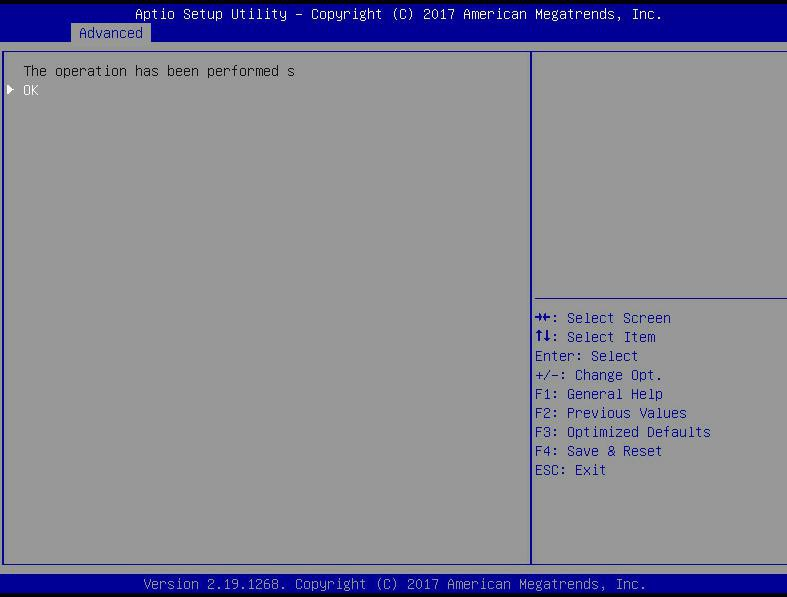 Aptio Setup Utility – Copyright (C) 2017 American Megatrends, Inc.
Advanced
The operation has been performed s
OK
→←: Select Screen
↑↓: Select Item
Enter: Select
+/-: Change Opt.
F1: General Help
F2: Previous Values
F3: Optimized Defaults
F4: Save & Reset
ESC: Exit
Version 2.19.1268. Copyright (C) 2017 American Megatrends, Inc.